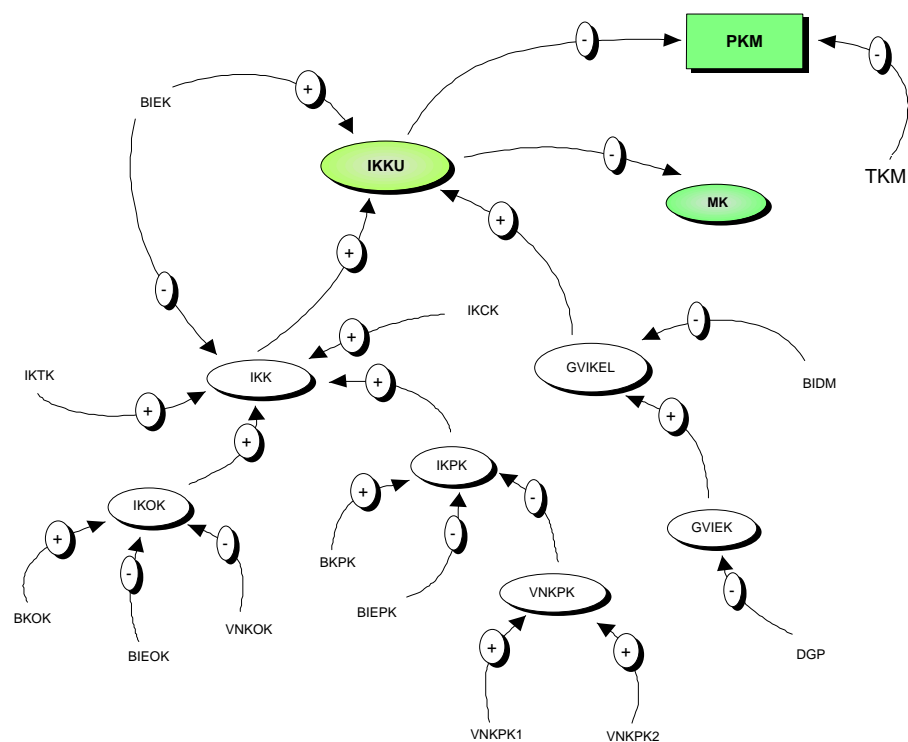 -
PKM
-
+
BIEK
IKKU
-
TKM
MK
+
+
-
IKCK
+
-
GVIKEL
IKTK
IKK
+
BIDM
+
+
+
IKPK
+
-
IKOK
+
-
GVIEK
+
-
-
BKPK
-
VNKPK
-
BIEPK
BKOK
VNKOK
BIEOK
+
+
DGP
VNKPK1
VNKPK2